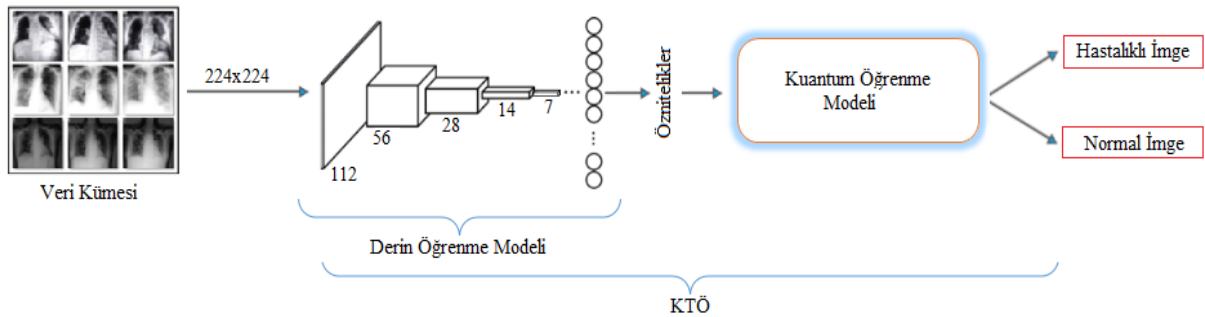 Veri Kümesi
224x224
112
56
28
14
7
Derin Öğrenme Modeli
Öznitelikler
Kuantum Öğrenme
Modeli
Hastalıklı İmge
Normal İmge
KTÖ